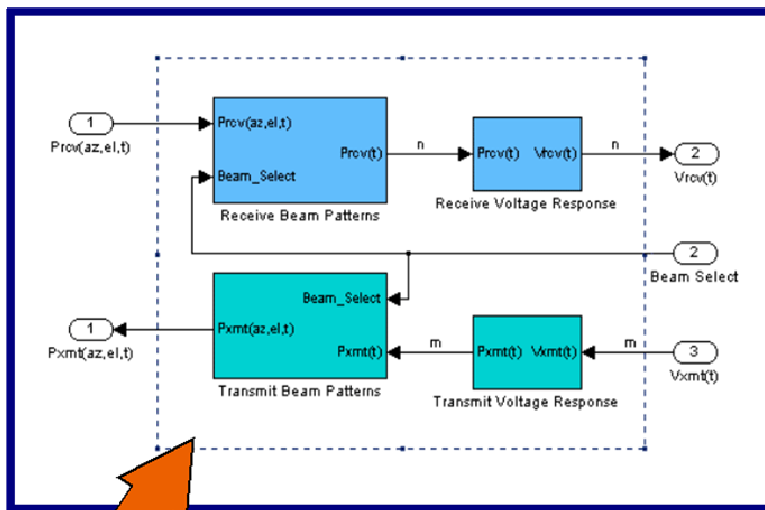 1
Prcv(az,el,t)
Prcv(az,el,t)
Prcv(t)
Beam_Select
Receive Beam Patterns
n
Prcv(t) Vrcv(t)
Receive Voltage Response
n
2
Vrcv(t)
2
Beam Select
1
Pxmt(az,el,t)
Beam_Select
Pxmt(az,el,t)
Pxmt(t)
Transmit Beam Patterns
m
Pxmt(t) Vxmt(t)
Transmit Voltage Response
m
3
Vxmt(t)